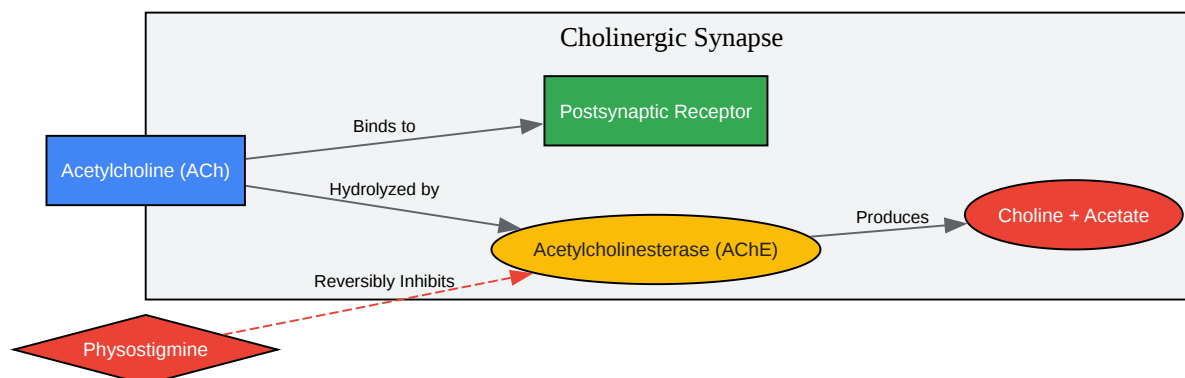 Cholinergic Synapse
Postsynaptic Receptor
Binds to
Acetylcholine (ACh)
Hydrolyzed by
Choline + Acetate
Produces
Acetylcholinesterase (AChE)
Reversibly Inhibits
Physostigmine